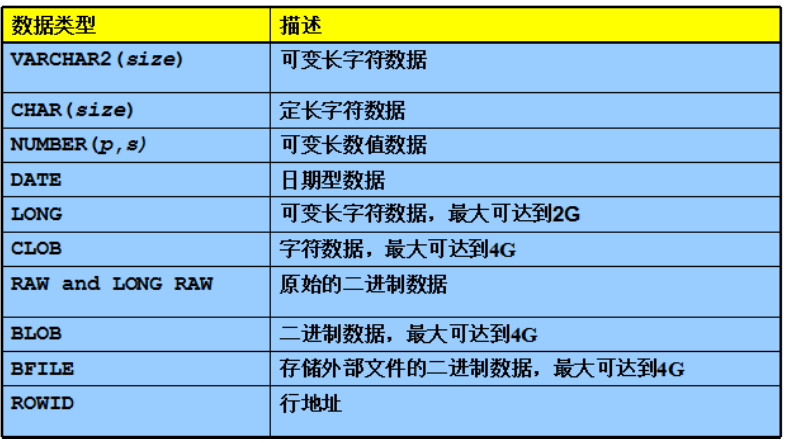 数据类型 描述
VARCHAR2(size) 可变长字符数据
CHAR(size) 定长字符数据
NUMBER(p,s) 可变长数值数据
DATE 日期型数据
LONG 可变长字符数据，最大可达到2G
CLOB 字符数据，最大可达到4G
RAW and LONG RAW 原始的二进制数据
BLOB 二进制数据，最大可达到4G
BFILE 存储外部文件的二进制数据，最大可达到4G
ROWID 行地址